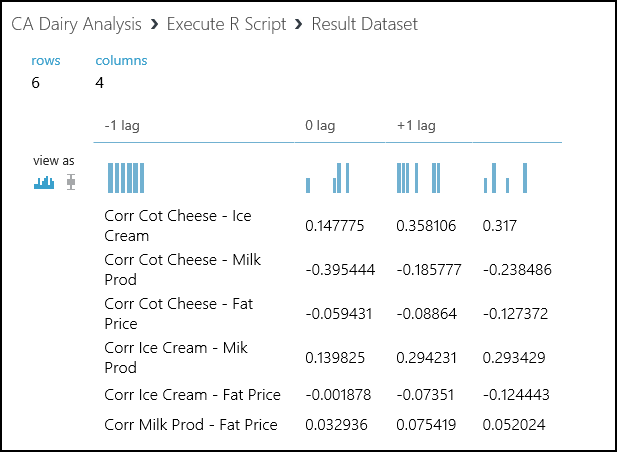 CA Dairy Analysis › Execute R Script › Result Dataset
rows columns
6 4
-1 lag 0 lag +1 lag
view as
Corr Cot Cheese - Ice
Cream 0.147775 0.358106 0.317
Corr Cot Cheese - Milk
Prod -0.395444 -0.185777 -0.238486
Corr Cot Cheese - Fat
Price -0.059431 -0.08864 -0.127372
Corr Ice Cream - Mik
Prod 0.139825 0.294231 0.293429
Corr Ice Cream - Fat Price -0.001878 -0.07351 -0.124443
Corr Milk Prod - Fat Price 0.032936 0.075419 0.052024